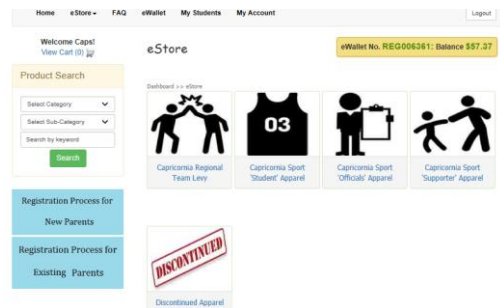 Home eStore FAQ eWallet My Students My Account Logout
Welcome Caps!
View Cart (0)
eStore
eWallet No. REG006361: Balance $57.37
Product Search
Dashboard >> eStore
Select Category
Select Sub-Category
Search by keyword
Search
03
Capricornia Regional
Team Levy
Capricornia Sport
'Student' Apparel
Capricornia Sport
'Officials' Apparel
Capricornia Sport
'Supporter' Apparel
Registration Process for
New Parents
Registration Process for
Existing Parents
DISCONTINUED
Discontinued Apparel